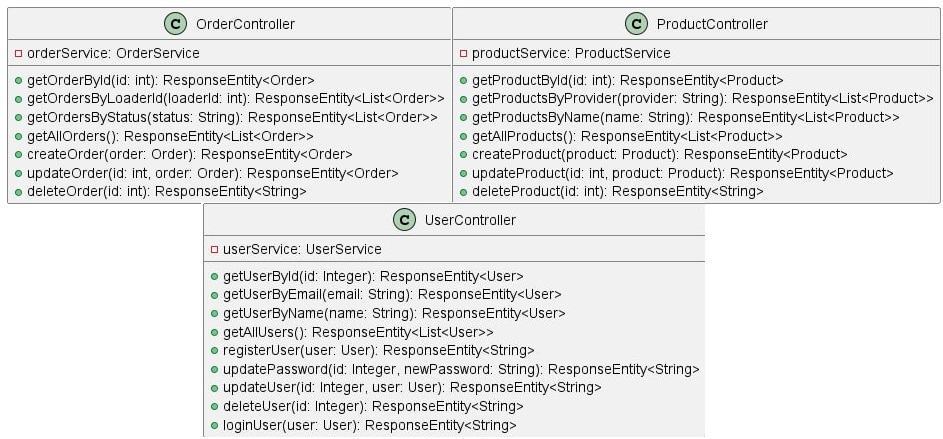 C OrderController
orderService: OrderService
getOrderById(id: int): ResponseEntity<Order>
getOrdersByLoaderId(loaderId: int): ResponseEntity<List<Order>>
getOrdersByStatus(status: String): ResponseEntity<List<Order>>
getAllOrders(): ResponseEntity<List<Order>>
createOrder(order: Order): ResponseEntity<Order>
updateOrder(id: int, order: Order): ResponseEntity<Order>
deleteOrder(id: int): ResponseEntity<String>
C ProductController
productService: ProductService
getProductById(id: int): ResponseEntity<Product>
getProductsByProvider(provider: String): ResponseEntity<List<Product>>
getProductsByName(name: String): ResponseEntity<List<Product>>
getAllProducts(): ResponseEntity<List<Product>>
createProduct(product: Product): ResponseEntity<Product>
updateProduct(id: int, product: Product): ResponseEntity<Product>
deleteProduct(id: int): ResponseEntity<String>
C UserController
userService: UserService
getUserById(id: Integer): ResponseEntity<User>
getUserByEmail(email: String): ResponseEntity<User>
getUserByName(name: String): ResponseEntity<User>
getAllUsers(): ResponseEntity<List<User>>
registerUser(user: User): ResponseEntity<String>
updatePassword(id: Integer, newPassword: String): ResponseEntity<String>
updateUser(id: Integer, user: User): ResponseEntity<String>
deleteUser(id: Integer): ResponseEntity<String>
loginUser(user: User): ResponseEntity<String>